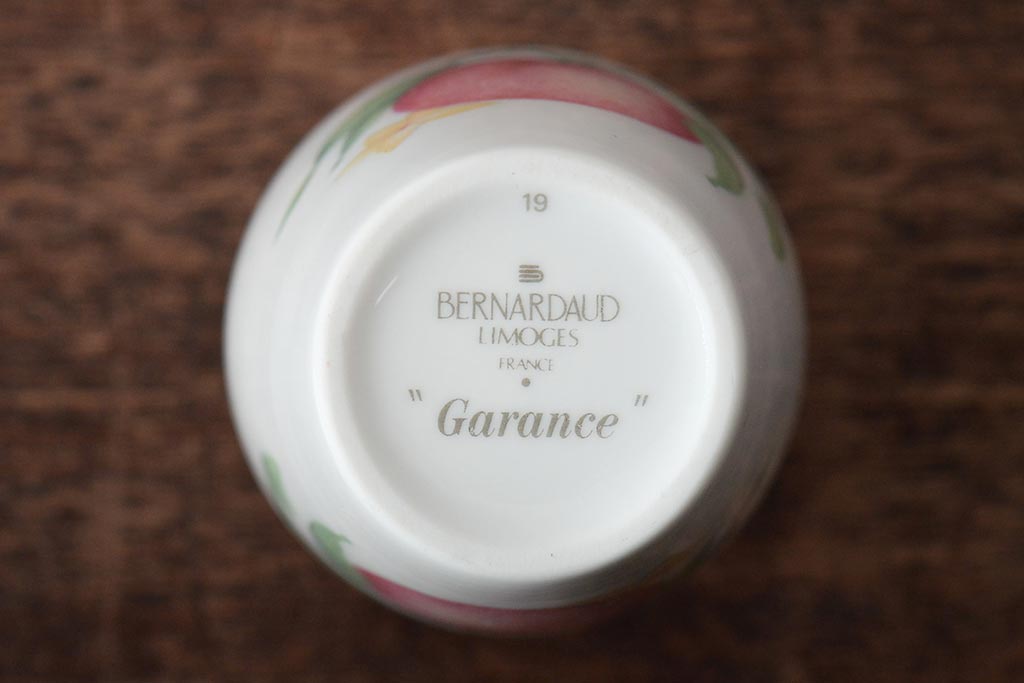 19
BERNARDAUD
LIMOGES
FRANCE
" Garance "